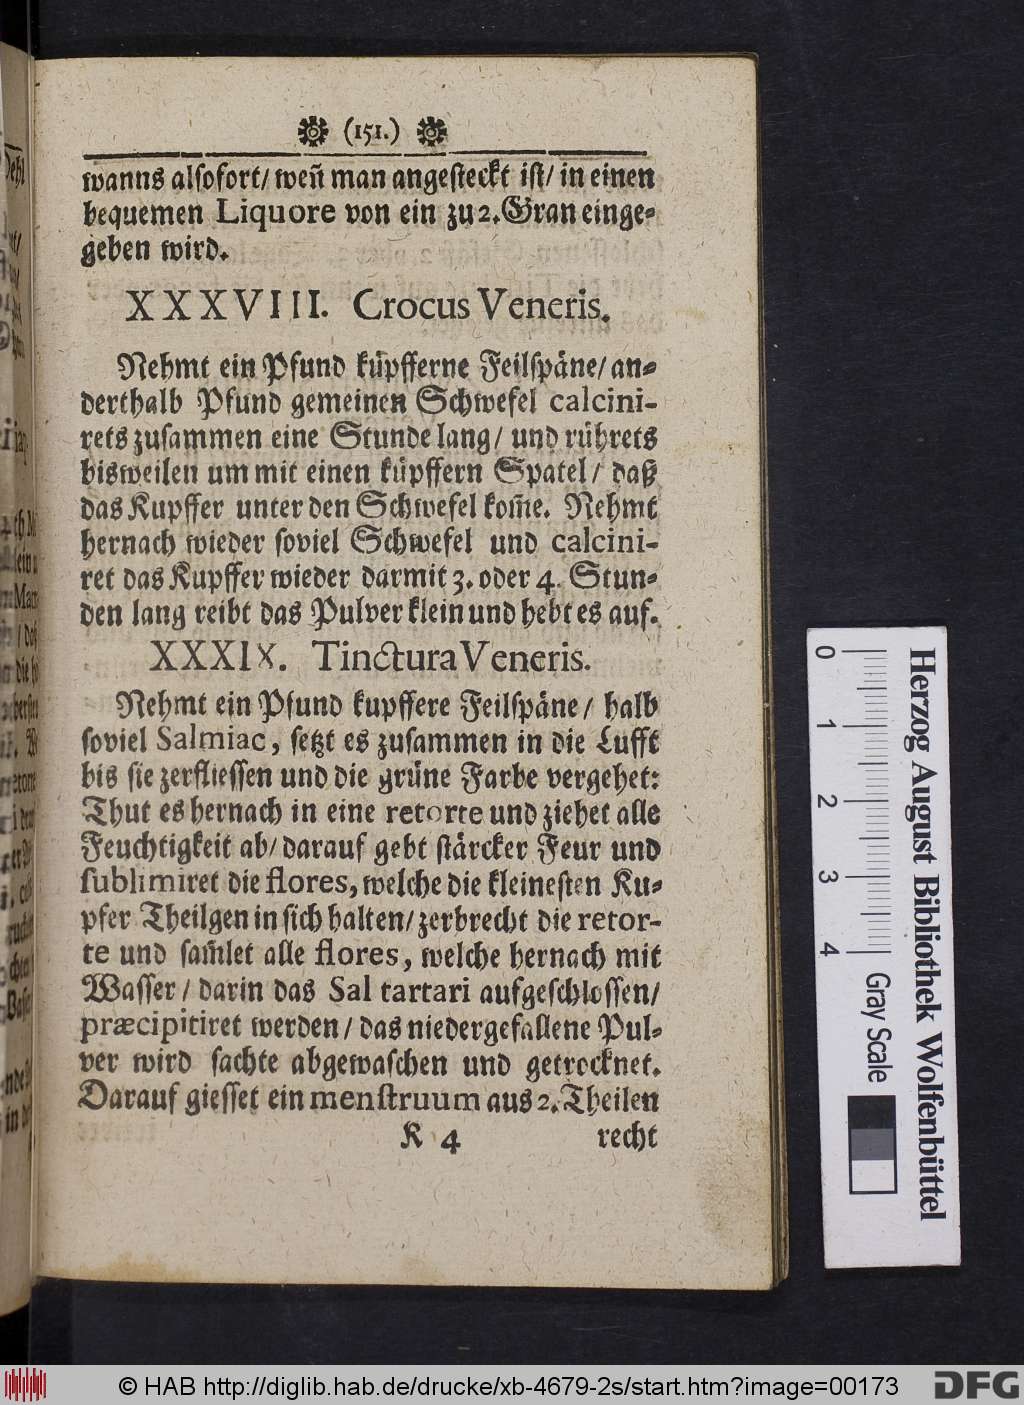 (151.)
wanns alsofort/ weñ man angesteckt ist/ in einen
bequemen Liquore von ein zu 2. Gran einge-
geben wird.
XXXVIII. Crocus Veneris.
Nehmt ein Pfund küpfferne Feilspäne/ an-
derthalb Pfund gemeinen Schwefel calcini-
rets zusammen eine Stunde lang/ und rührets
bisweilen um mit einen küpffern Spatel/ daß
das Kupffer unter den Schwefel kom̃e. Nehmt
hernach wieder soviel Schwefel und calcini-
ret das Kupffer wieder darmit 3. oder 4. Stun-
den lang reibt das Pulver klein und hebt es auf.
XXXIX. Tinctura Veneris.
Nehmt ein Pfund kupffere Feilspäne/ halb
soviel Salmiac, setzt es zusammen in die Lufft
bis sie zerfliessen und die grüne Farbe vergehet:
Thut es hernach in eine retorte und ziehet alle
Feuchtigkeit ab/ darauf gebt stärcker Feur und
sublimiret die flores, welche die kleinesten Ku-
pfer Theilgen in sich halten/ zerbrecht die retor-
te und sam̃let alle flores, welche hernach mit
Wasser/ darin das Sal tartari aufgeschlossen/
præcipitiret werden/ das niedergefallene Pul-
ver wird sachte abgewaschen und getrocknet.
Darauf giesset ein menstruum aus 2. Theilen
K 4 recht
0 1 2 3 4
Herzog August Bibliothek Wolfenbüttel
Gray Scale
© HAB http://diglib.hab.de/drucke/xb-4679-2s/start.htm?image=00173
DFG